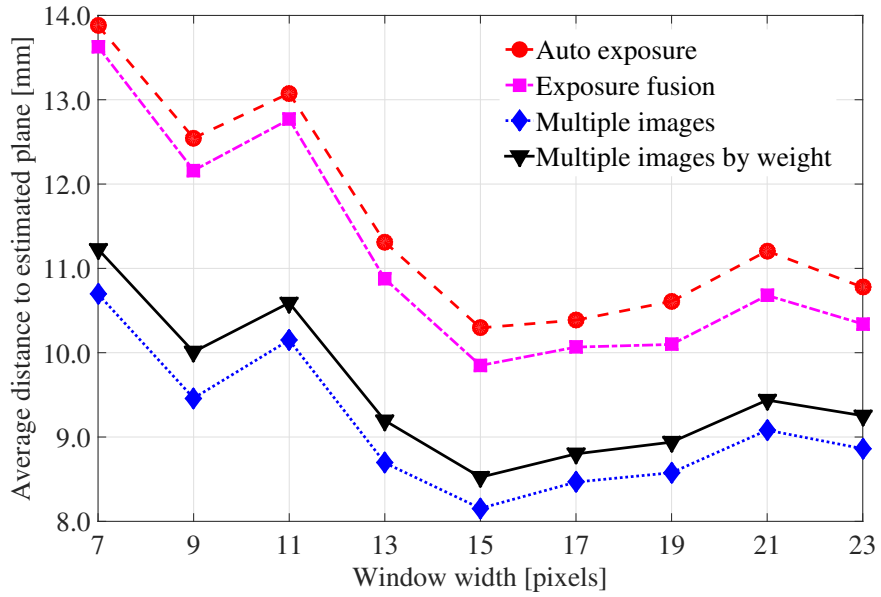 14.0
13.0
12.0
11.0
10.0
9.0
8.0
Average distance to estimated plane [mm]
Auto exposure
Exposure fusion
Multiple images
Multiple images by weight
7 9 11 13 15 17 19 21 23
Window width [pixels]